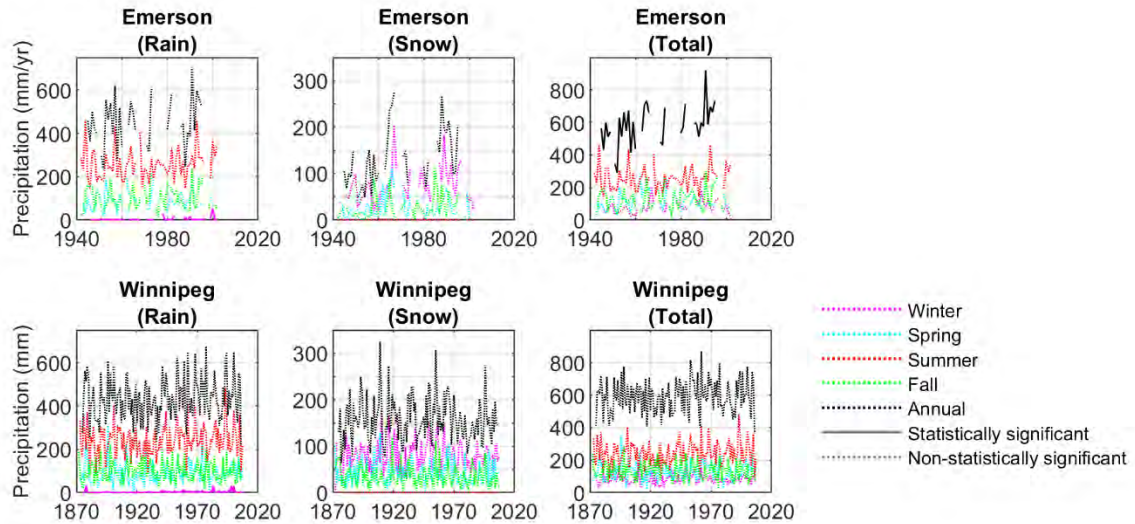 Emerson
(Rain)
Emerson
(Snow)
Emerson
(Total)
Precipitation (mm/yr)
600
400
200
0
1940 1980 2020
300
200
100
0
1940 1980 2020
800
600
400
200
0
1940 1980 2020
Winnipeg
(Rain)
Winnipeg
(Snow)
Winnipeg
(Total)
Precipitation (mm)
600
400
200
0
1870 1920 1970 2020
300
200
100
0
1870 1920 1970 2020
800
600
400
200
0
1870 1920 1970 2020
Winter
Spring
Summer
Fall
Annual
Statistically significant
Non-statistically significant